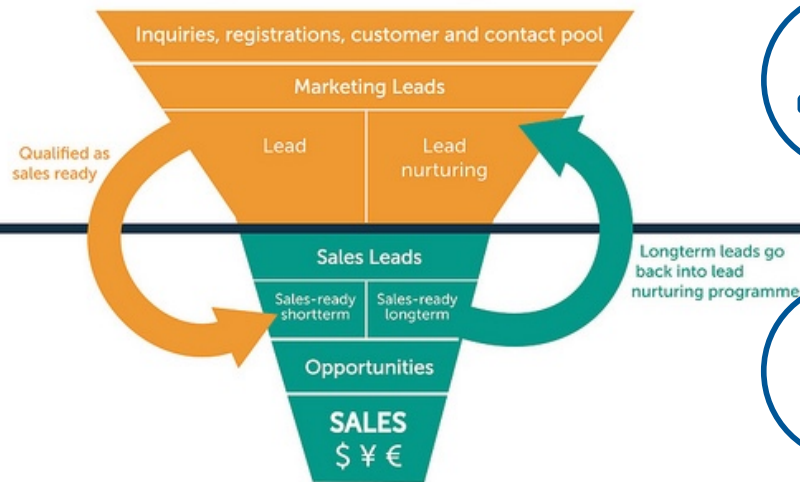 Inquiries, registrations, customer and contact pool
Marketing Leads
Lead
Lead
nurturing
Qualified as
sales ready
Sales Leads
Longterm leads go
back into lead
nurturing programme
Sales-ready
shortterm
Sales-ready
longterm
Opportunities
SALES
$ ¥ €